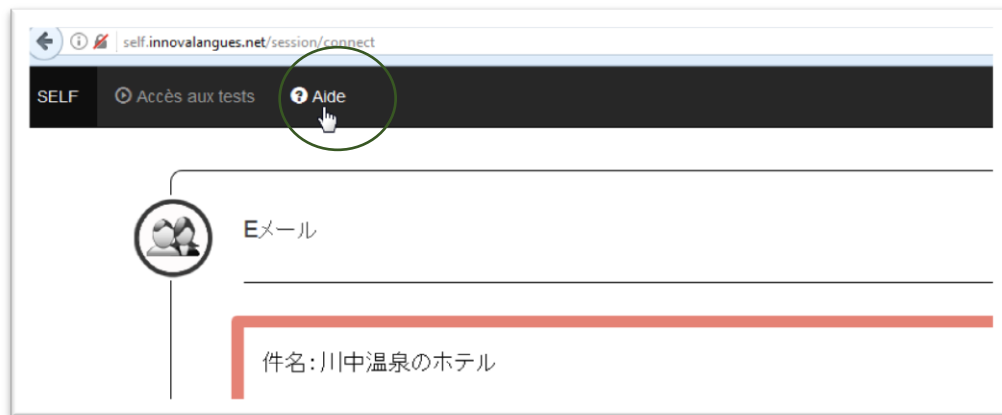 self.innovalangues.net/session/connect
SELF Accès aux tests Aide
Eメール
件名:川中温泉のホテル